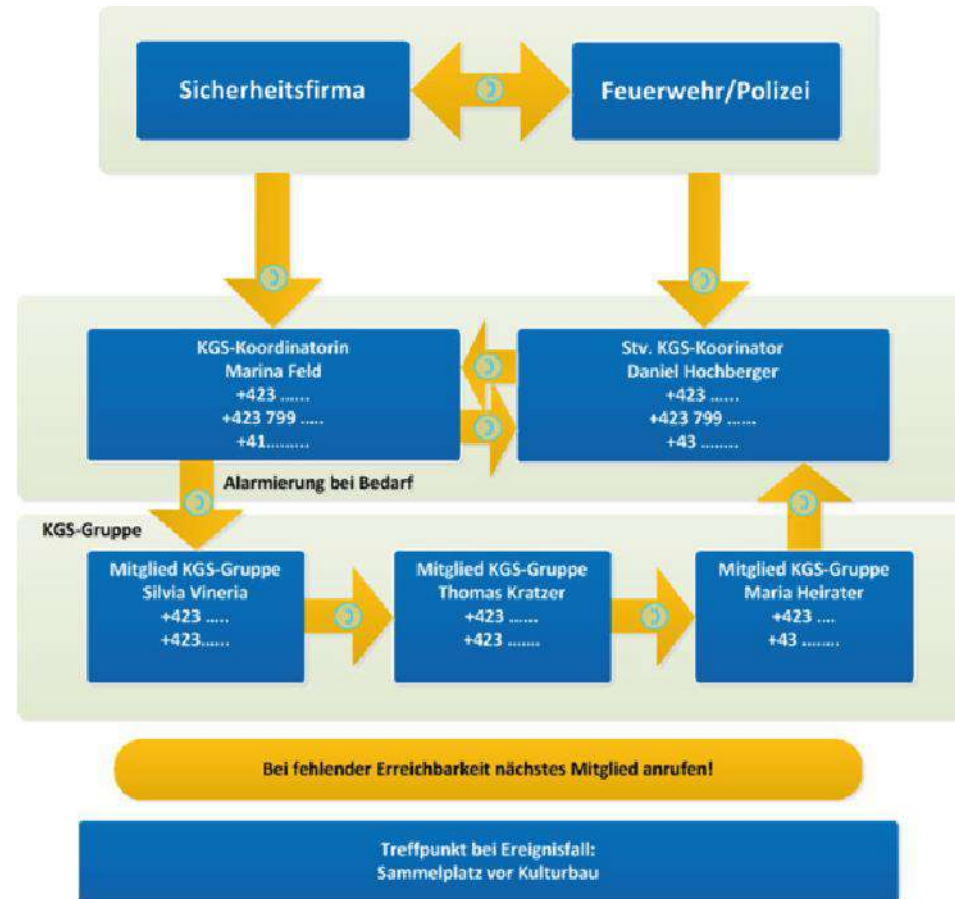 Sicherheitsfirma
Feuerwehr/Polizei
KGS-Koordinatorin
Marina Feld
+423 ......
+423 799 .....
+41.........
Stv. KGS-Koorinator
Daniel Hochberger
+423 ......
+423 799 ......
+43 ........
Alarmierung bei Bedarf
KGS-Gruppe
Mitglied KGS-Gruppe
Silvia Vineria
+423 .....
+423......
Mitglied KGS-Gruppe
Thomas Kratzer
+423 ......
+423 .......
Mitglied KGS-Gruppe
Maria Heirater
+423 ....
+43 ........
Bei fehlender Erreichbarkeit nächstes Mitglied anrufen!
Treffpunkt bei Ereignisfall:
Sammelplatz vor Kulturbau